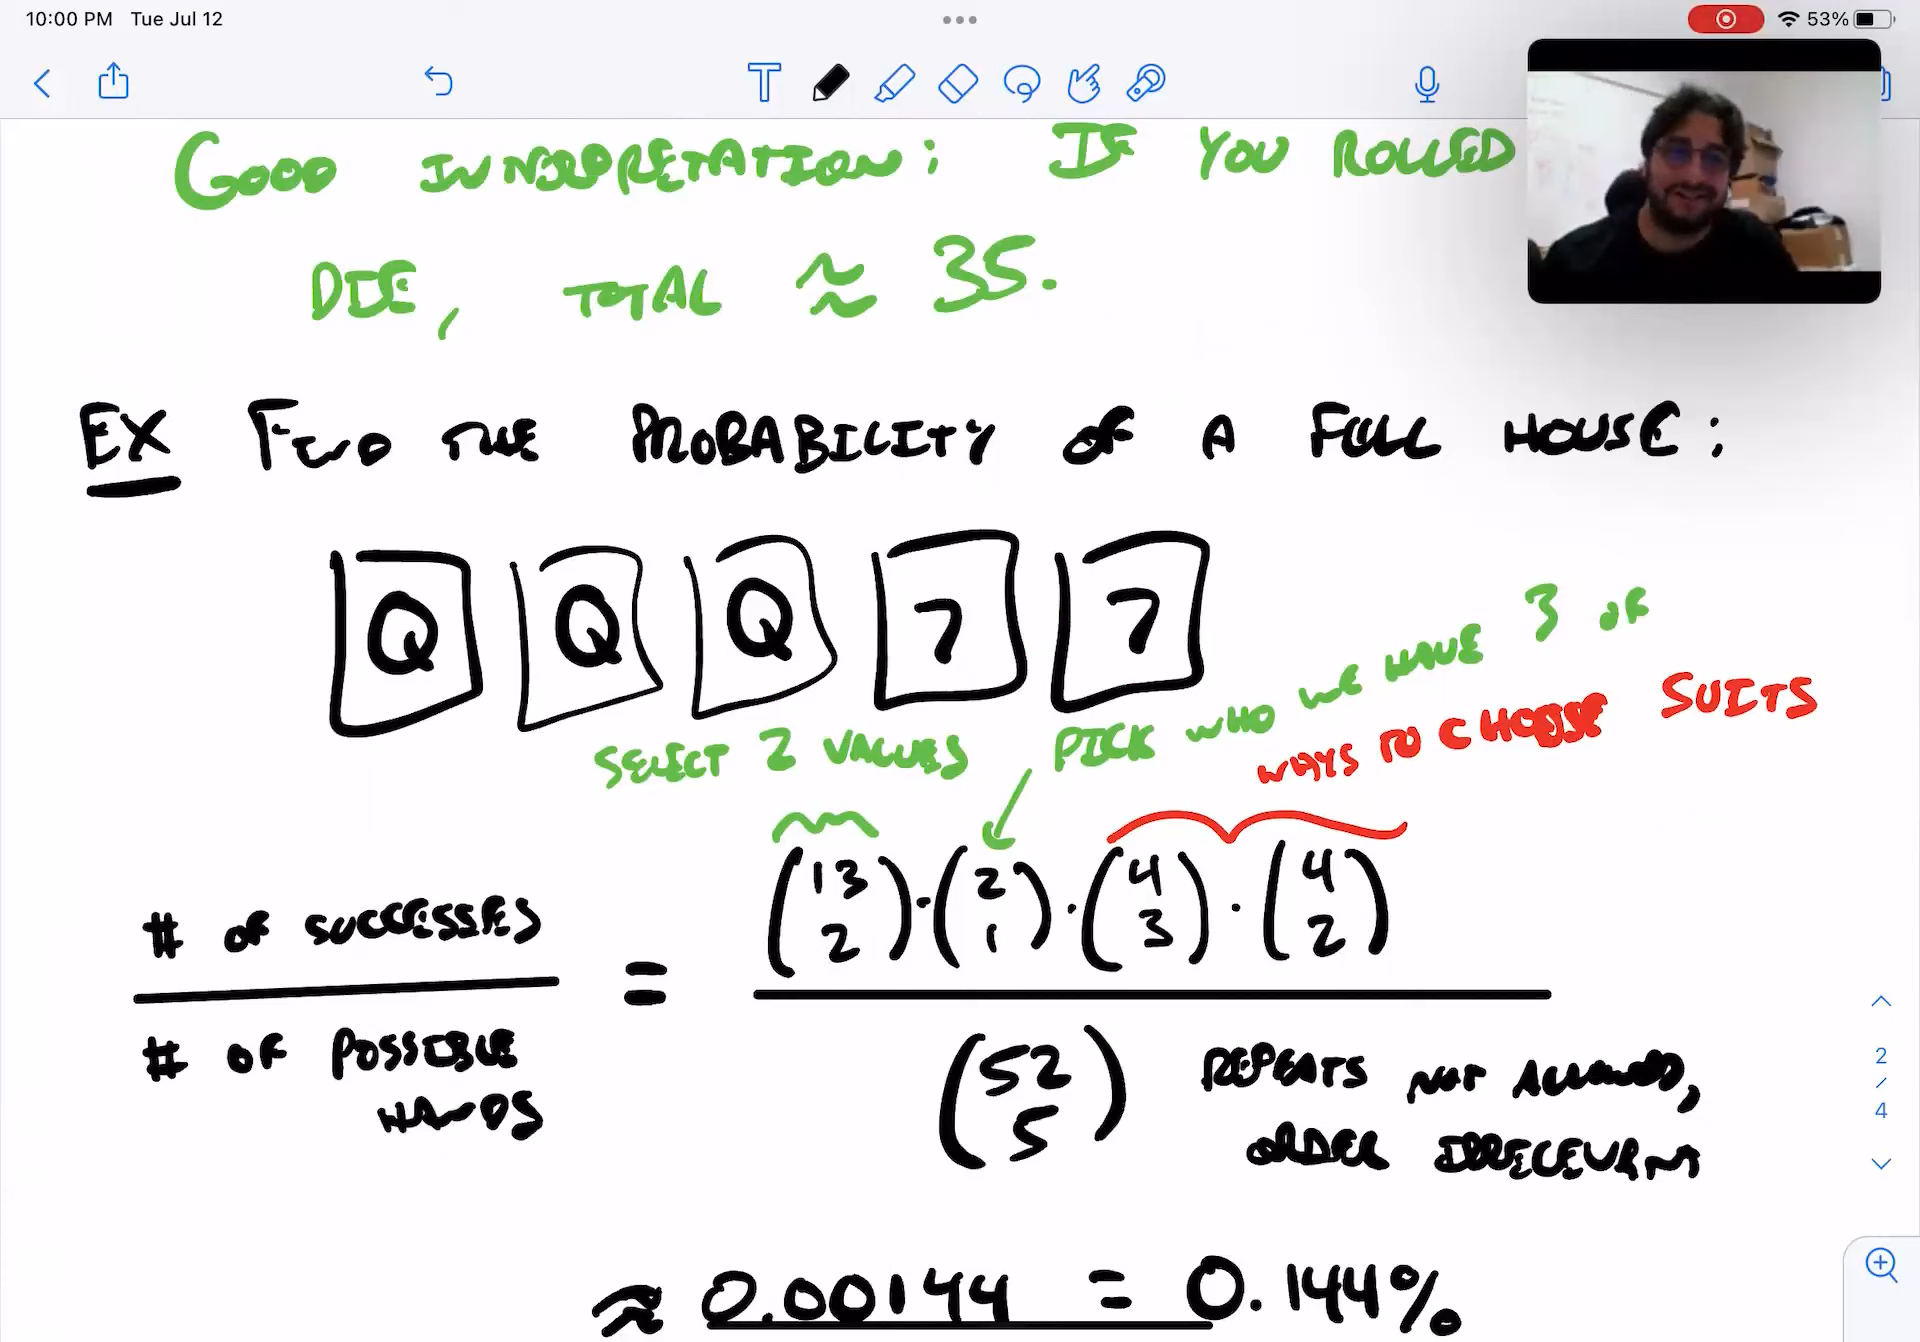 10:00 PM Tue Jul 12
53%
GOOD INTERPRETATION: IF YOU ROLLED
DIE, TOTAL ≈ 35.
EX FIND THE PROBABILITY OF A FULL HOUSE:
Q Q Q 7 7
SELECT 2 VALUES PICK WHO WE HAVE 3 OF
WAYS TO CHOOSE SUITS
# OF SUCCESSES / # OF POSSIBLE HANDS = (13 2) · (2 1) · (4 3) · (4 2) / (52 5)
REPEATS NOT ALLOWED,
ORDER IRRELEVANT
≈ 0.00144 = 0.144%
2 / 4